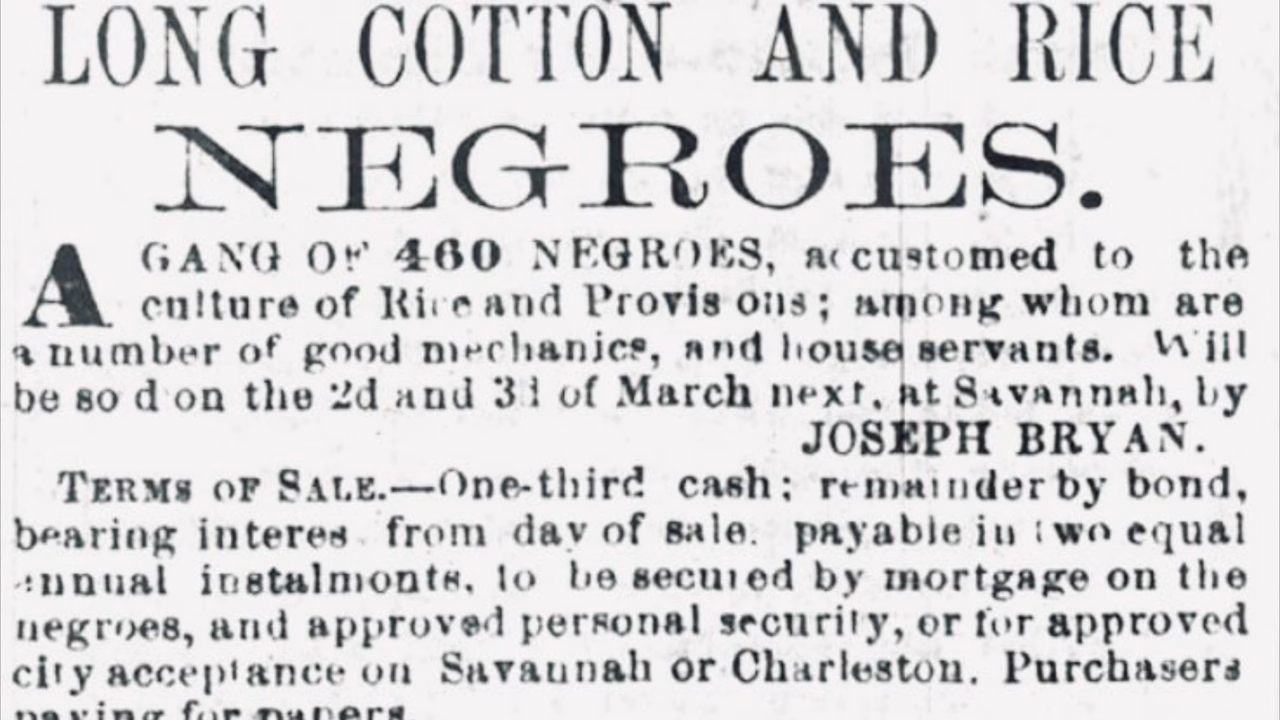 LONG COTTON AND RICE
NEGROES.
A GANG OF 460 NEGROES, accustomed to the
culture of Rice and Provisions; among whom are
a number of good mechanics, and house servants. Will
be sold on the 2d and 3d of March next, at Savannah, by
JOSEPH BRYAN.
TERMS OF SALE.—One-third cash; remainder by bond,
bearing interest from day of sale, payable in two equal
annual instalments, to be secured by mortgage on the
negroes, and approved personal security, or for approved
city acceptance on Savannah or Charleston. Purchasers
paying for papers.